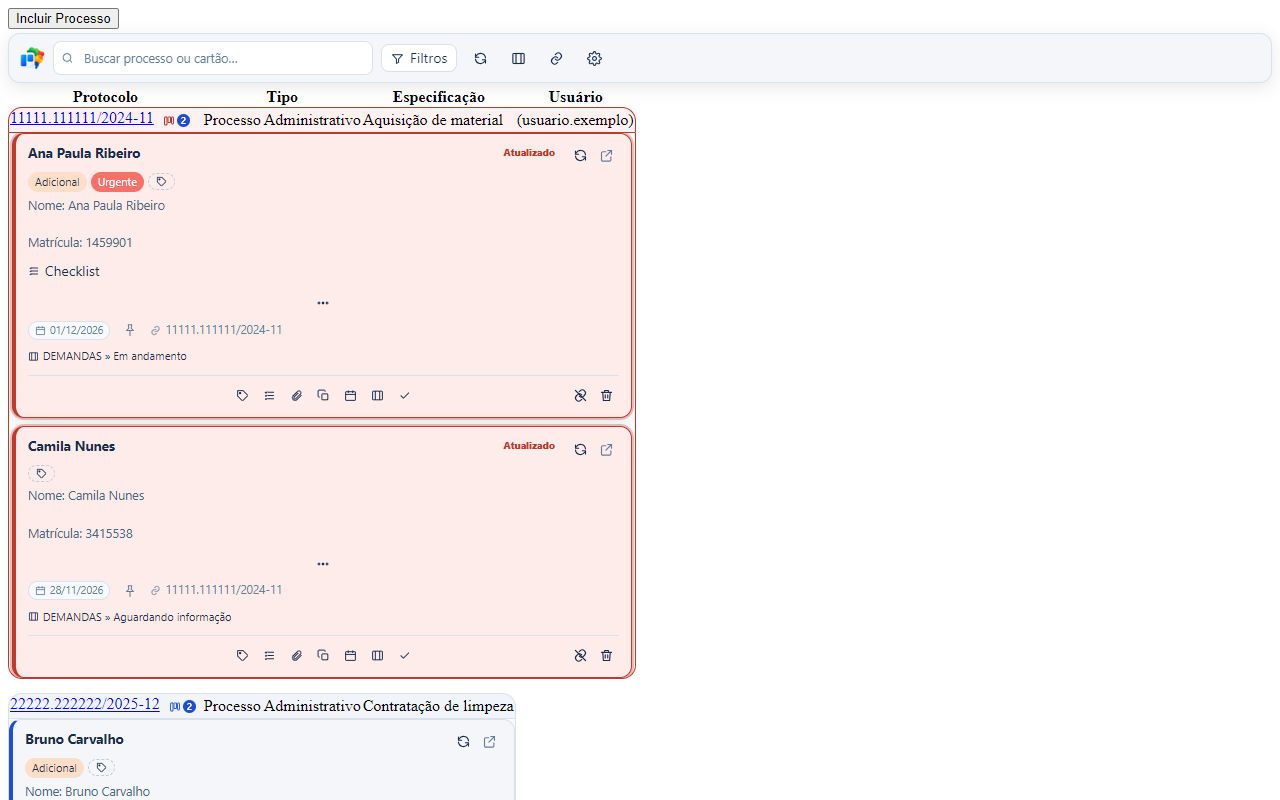 Incluir Processo
Buscar processo ou cartão...
Filtros
Protocolo Tipo Especificação Usuário
11111.111111/2024-11 2 Processo Administrativo Aquisição de material (usuario.exemplo)
Ana Paula Ribeiro Atualizado
Adicional Urgente
Nome: Ana Paula Ribeiro
Matrícula: 1459901
Checklist
01/12/2026 11111.111111/2024-11
DEMANDAS » Em andamento
Camila Nunes Atualizado
Nome: Camila Nunes
Matrícula: 3415538
28/11/2026 11111.111111/2024-11
DEMANDAS » Aguardando informação
22222.222222/2025-12 2 Processo Administrativo Contratação de limpeza
Bruno Carvalho
Adicional
Nome: Bruno Carvalho